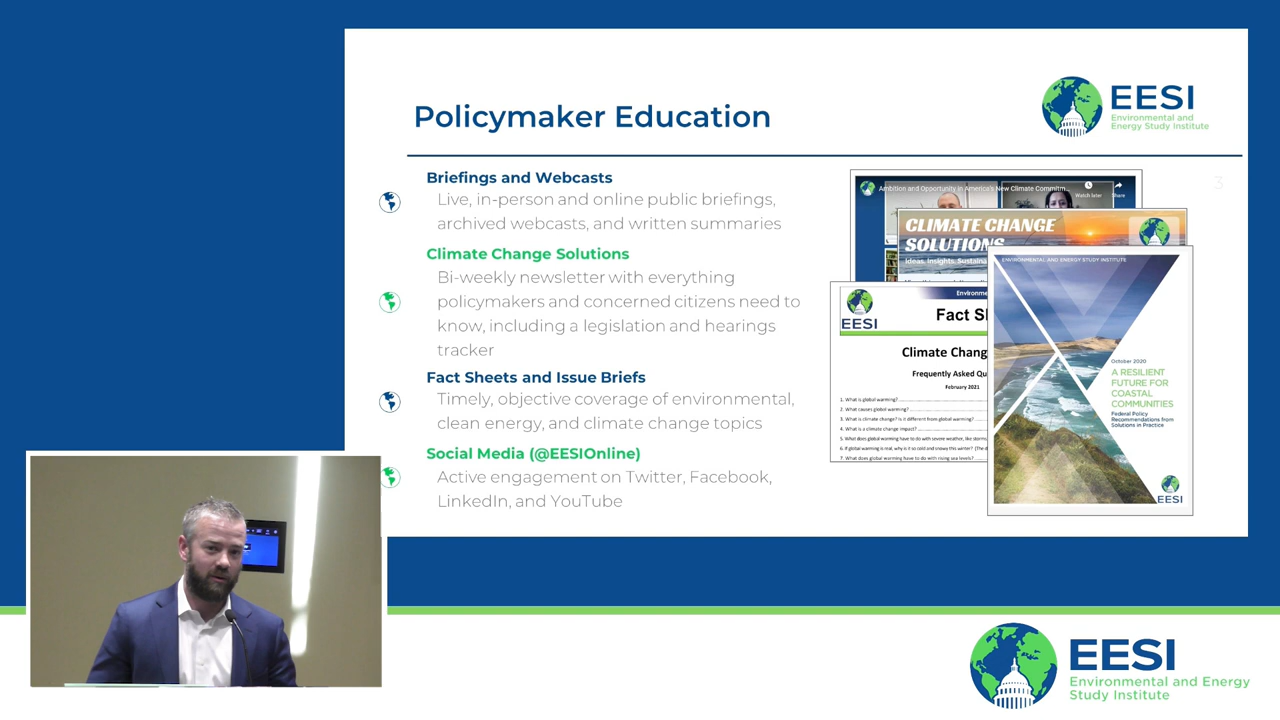 Policymaker Education
EESI
Environmental and
Energy Study Institute
3
Briefings and Webcasts
Live, in-person and online public briefings,
archived webcasts, and written summaries
Climate Change Solutions
Bi-weekly newsletter with everything
policymakers and concerned citizens need to
know, including a legislation and hearings
tracker
Fact Sheets and Issue Briefs
Timely, objective coverage of environmental,
clean energy, and climate change topics
Social Media (@EESIOnline)
Active engagement on Twitter, Facebook,
LinkedIn, and YouTube
Ambition and Opportunity in America's New Climate Commitm...
Watch later
Share
CLIMATE CHANGE
SOLUTIONS
Ideas. Insights. Sustaina
EESI
Environme
Fact S
Climate Chang
Frequently Asked Qu
February 2021
1. What is global warming?
2. What causes global warming?
3. What is climate change? Is it different from global warming?
4. What is a climate change impact?
5. What does global warming have to do with severe weather, like storms
6. If global warming is real, why is it so cold and snowy this winter? (The d
7. What does global warming have to do with rising sea levels?
ENVIRONMENTAL AND ENERGY STUDY INSTITUTE
October 2020
A RESILIENT
FUTURE FOR
COASTAL
COMMUNITIES
Federal Policy
Recommendations from
Solutions in Practice
EESI
EESI
Environmental and Energy
Study Institute